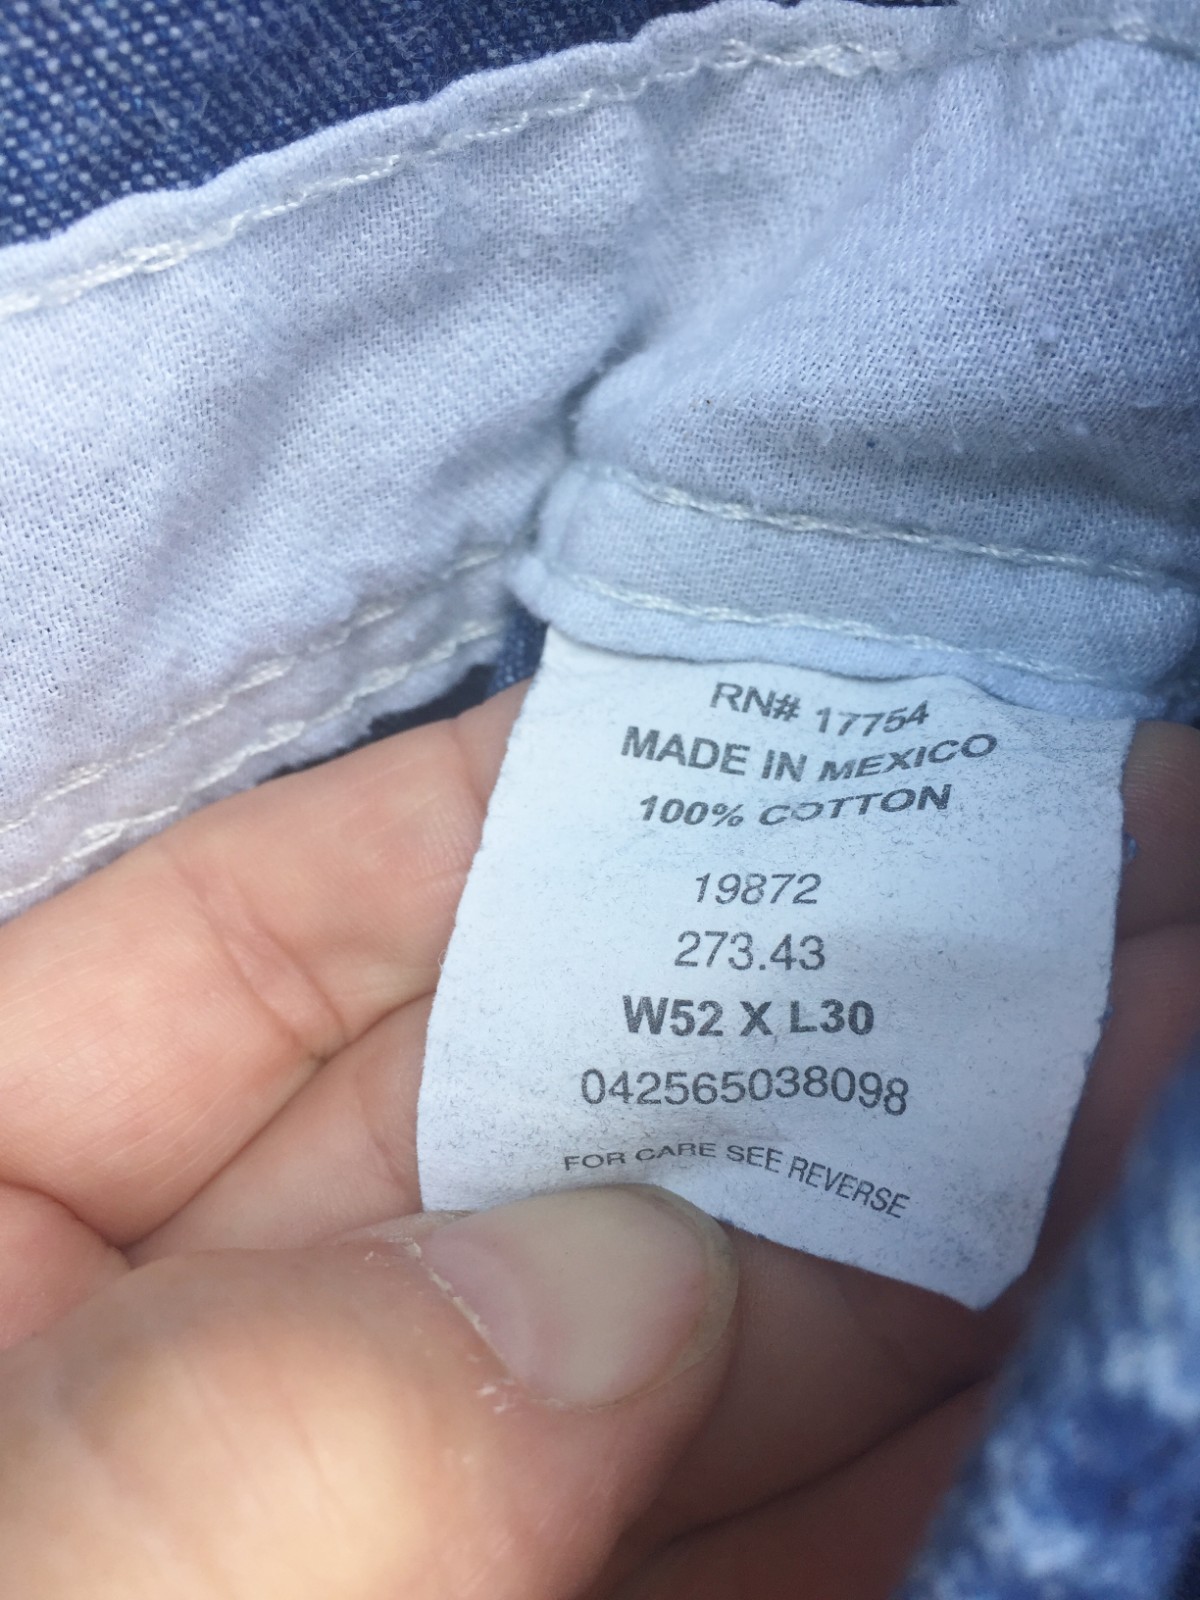 RN# 17754
MADE IN MEXICO
100% COTTON
19872
273.43
W52 X L30
042565038098
FOR CARE SEE REVERSE